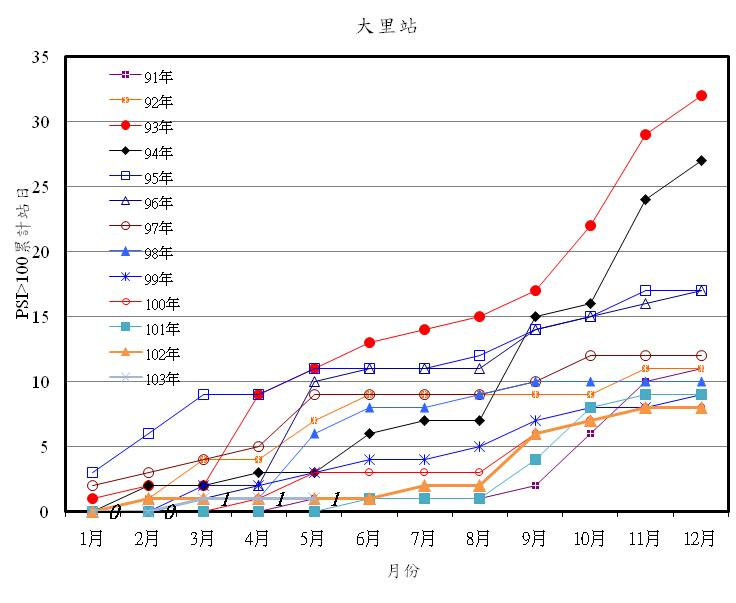 大里站
PSI>100累計站日
35
30
25
20
15
10
5
0
91年
92年
93年
94年
95年
96年
97年
98年
99年
100年
101年
102年
103年
0 0 1 1 1
1月 2月 3月 4月 5月 6月 7月 8月 9月 10月 11月 12月
月份